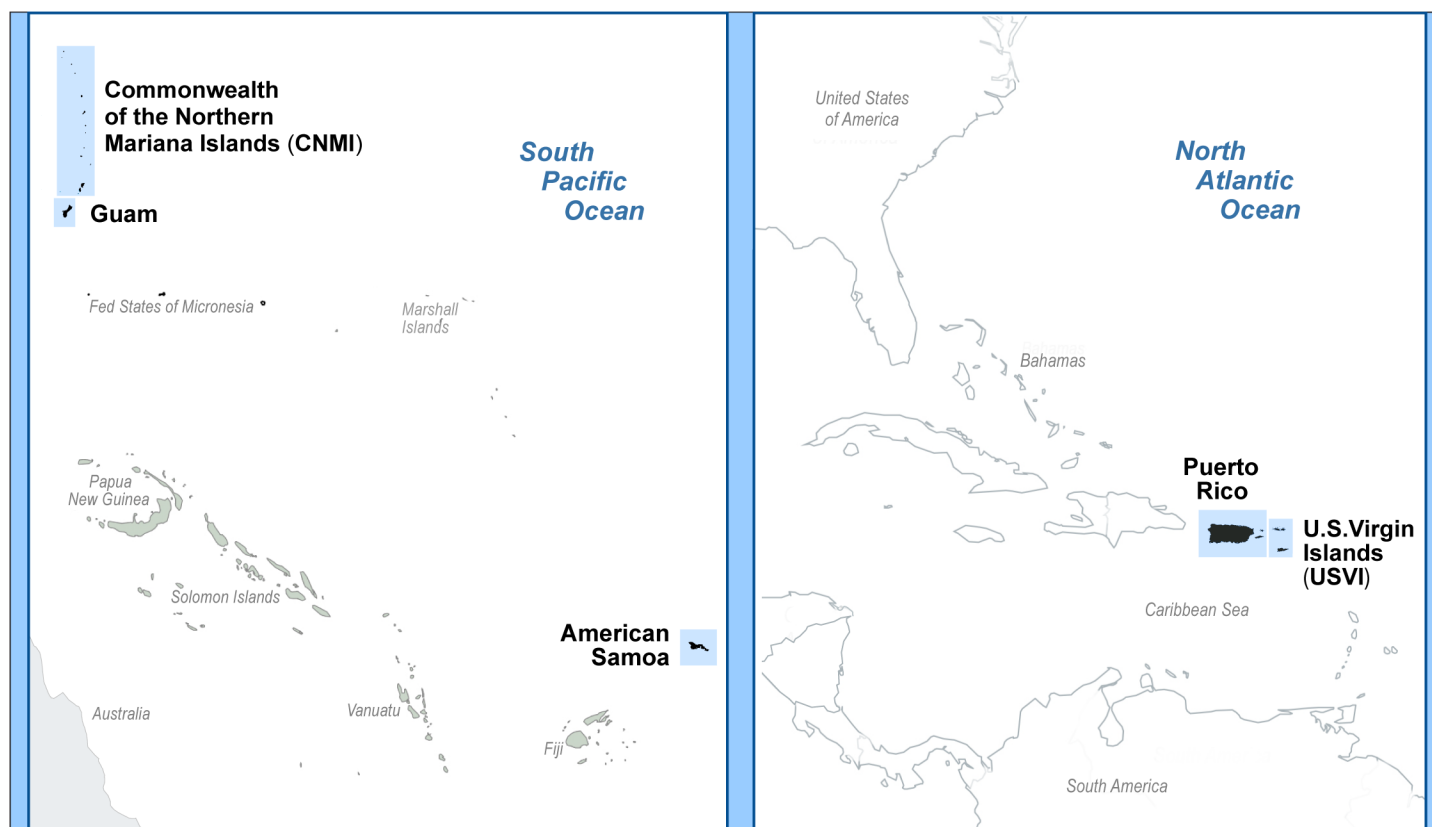 Commonwealth
of the Northern
Mariana Islands (CNMI)
Guam
South
Pacific
Ocean
Fed States of Micronesia
Marshall
Islands
Papua
New Guinea
Solomon Islands
American
Samoa
Australia
Vanuatu
Fiji
United States
of America
North
Atlantic
Ocean
Bahamas
Bahamas
Puerto
Rico
U.S.Virgin
Islands
(USVI)
Caribbean Sea
South America